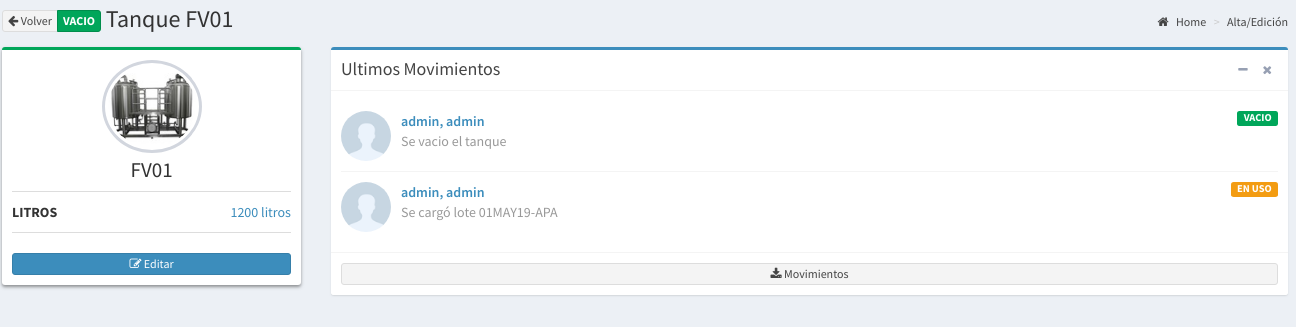 Volver VACIO Tanque FV01
Home > Alta/Edición
FV01
LITROS 1200 litros
Editar
Ultimos Movimientos
admin, admin VACIO
Se vacio el tanque
admin, admin EN USO
Se cargó lote 01MAY19-APA
Movimientos